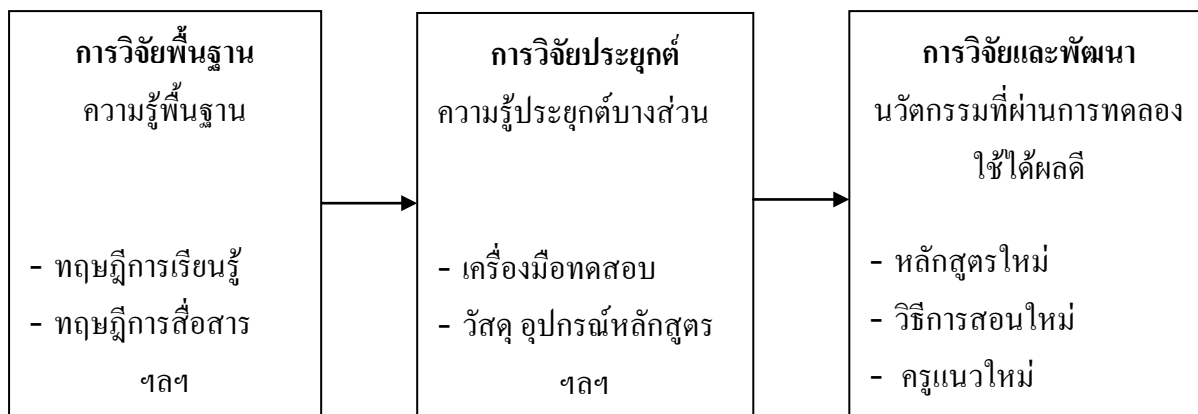 การวิจัยพื้นฐาน
ความรู้พื้นฐาน
- ทฤษฎีการเรียนรู้
- ทฤษฎีการสื่อสาร
ฯลฯ
การวิจัยประยุกต์
ความรู้ประยุกต์บางส่วน
- เครื่องมือทดสอบ
- วัสดุ อุปกรณ์หลักสูตร
ฯลฯ
การวิจัยและพัฒนา
นวัตกรรมที่ผ่านการทดลอง
ใช้ได้ผลดี
- หลักสูตรใหม่
- วิธีการสอนใหม่
- ครูแนวใหม่